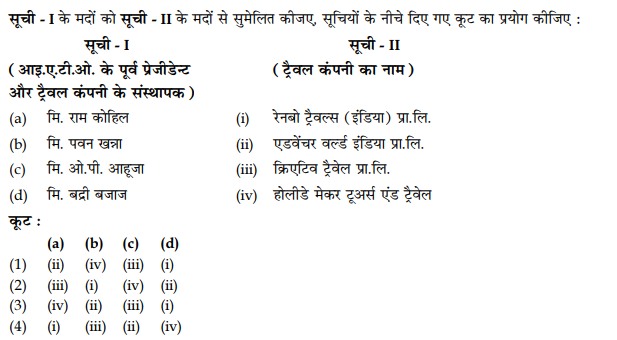 सूची - I के मदों को सूची - II के मदों से सुमेलित कीजए, सूचियों के नीचे दिए गए कूट का प्रयोग कीजिए :
सूची - I सूची - II
( आइ.ए.टी.ओ. के पूर्व प्रेजीडेन्ट ( ट्रैवल कंपनी का नाम )
और ट्रैवल कंपनी के संस्थापक )
(a) मि. राम कोहिल (i) रेनबो ट्रैवल्स (इंडिया) प्रा.लि.
(b) मि. पवन खन्ना (ii) एडवेंचर वर्ल्ड इंडिया प्रा.लि.
(c) मि. ओ.पी. आहूजा (iii) क्रिएटिव ट्रैवेल प्रा.लि.
(d) मि. बद्री बजाज (iv) होलीडे मेकर टूअर्स एंड ट्रैवेल
कूट :
(a) (b) (c) (d)
(1) (ii) (iv) (iii) (i)
(2) (iii) (i) (iv) (ii)
(3) (iv) (ii) (iii) (i)
(4) (i) (iii) (ii) (iv)